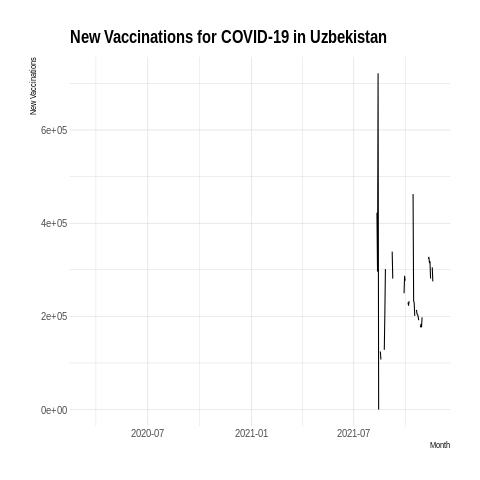 New Vaccinations for COVID-19 in Uzbekistan
New Vaccinations
6e+05
4e+05
2e+05
0e+00
2020-07
2021-01
2021-07
Month